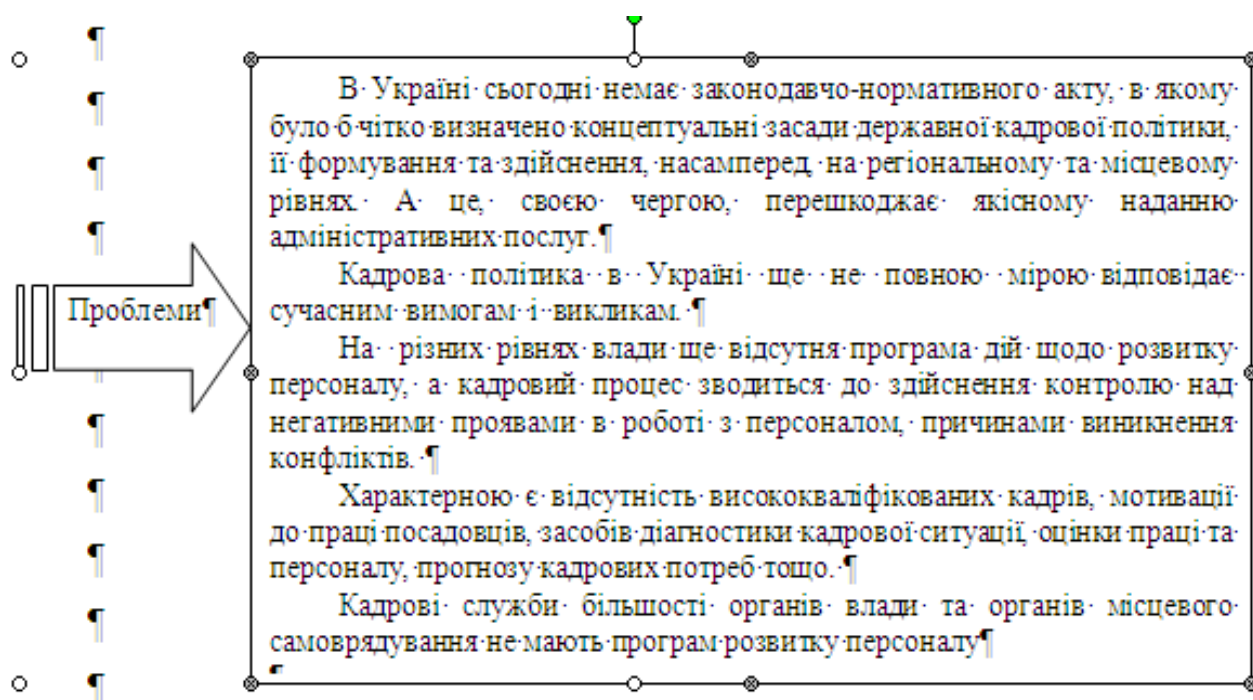 Проблеми
В Україні сьогодні немає законодавчо-нормативного акту, в якому
було б чітко визначено концептуальні засади державної кадрової політики,
її формування та здійснення, насамперед, на регіональному та місцевому
рівнях. А це, своєю чергою, перешкоджає якісному наданню
адміністративних послуг.
Кадрова політика в Україні ще не повною мірою відповідає
сучасним вимогам і викликам.
На різних рівнях влади ще відсутня програма дій щодо розвитку
персоналу, а кадровий процес зводиться до здійснення контролю над
негативними проявами в роботі з персоналом, причинами виникнення
конфліктів.
Характерною є відсутність висококваліфікованих кадрів, мотивації
до праці посадовців, засобів діагностики кадрової ситуації, оцінки праці та
персоналу, прогнозу кадрових потреб тощо.
Кадрові служби більшості органів влади та органів місцевого
самоврядування не мають програм розвитку персоналу